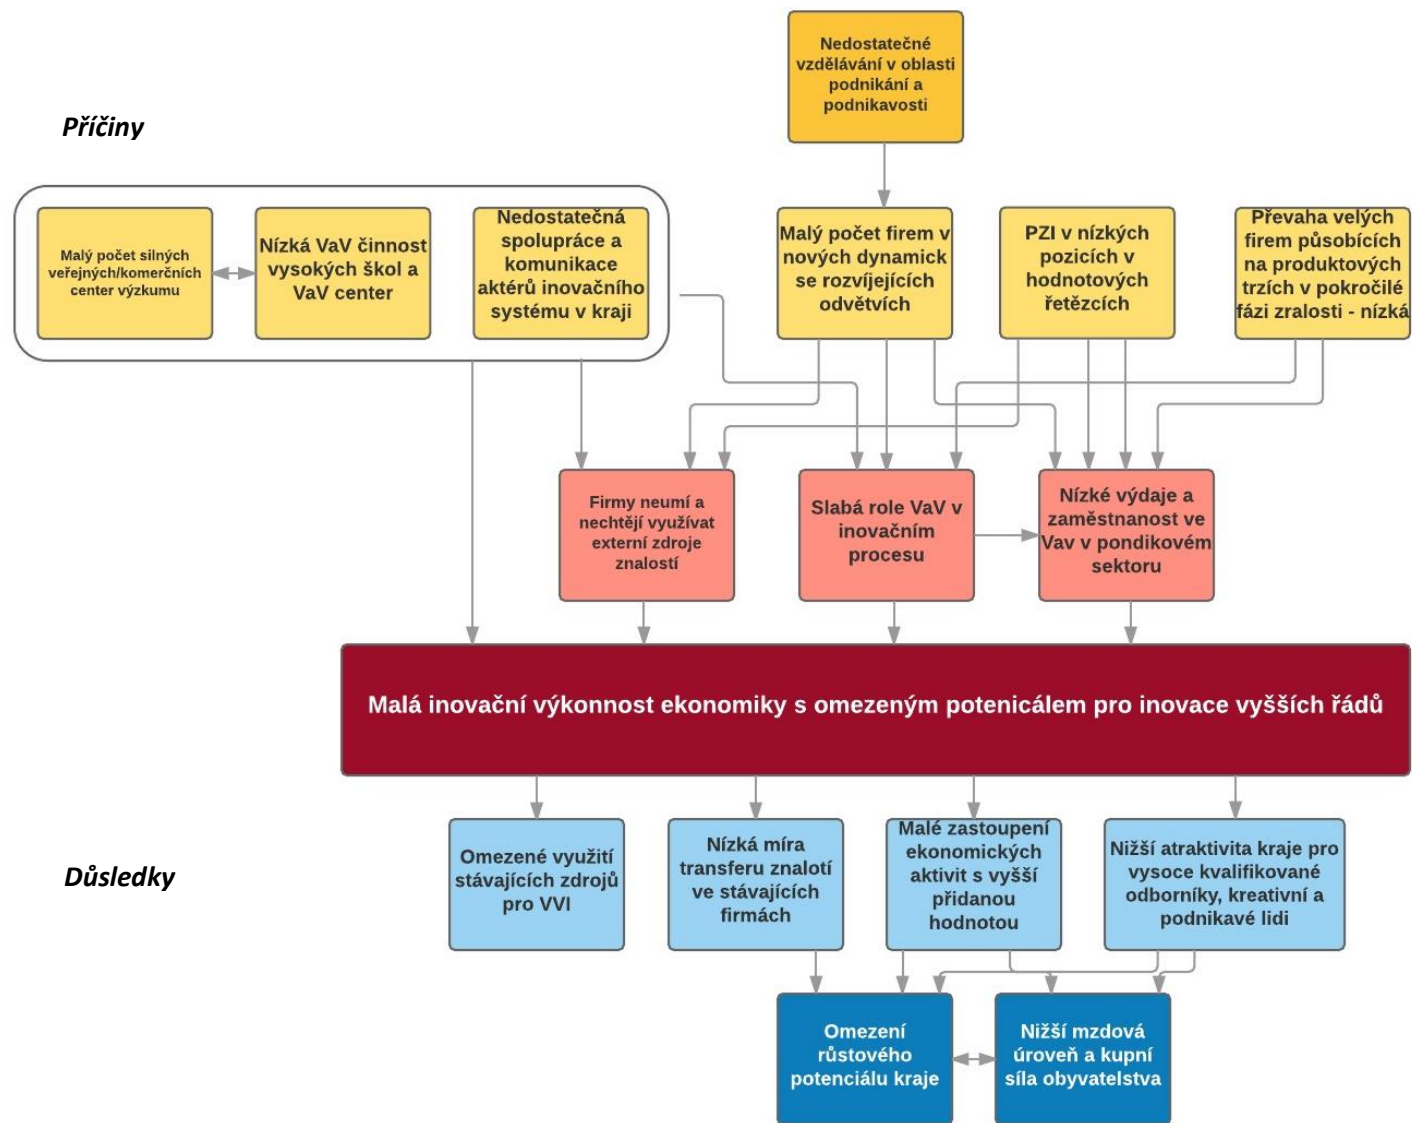 Nedostatečné
vzdělávání v oblasti
podnikání a
podnikavosti
Příčiny
Malý počet silných
veřejných/komerčních
center výzkumu
Nízká VaV činnost
vysokých škol a
VaV center
Nedostatečná
spolupráce a
komunikace
aktérů inovačního
systému v kraji
Malý počet firem v
nových dynamick
se rozvíjejících
odvětvích
PZI v nízkých
pozicích v
hodnotových
řetězcích
Převaha velých
firem působících
na produktových
trzích v pokročilé
fázi zralosti - nízká
Firmy neumí a
nechtějí využívat
externí zdroje
znalostí
Slabá role VaV v
inovačním
procesu
Nízké výdaje a
zaměstnanost ve
Vav v pondikovém
sektoru
Malá inovační výkonnost ekonomiky s omezeným potenicálem pro inovace vyšších řádů
Důsledky
Omezené využití
stávajících zdrojů
pro VVI
Nízká míra
transferu znalotí
ve stávajících
firmách
Malé zastoupení
ekonomických
aktivit s vyšší
přidanou
hodnotou
Nižší atraktivita kraje pro
vysoce kvalifikované
odborníky, kreativní a
podnikavé lidi
Omezení
růstového
potenciálu kraje
Nižší mzdová
úroveň a kupní
síla obyvatelstva